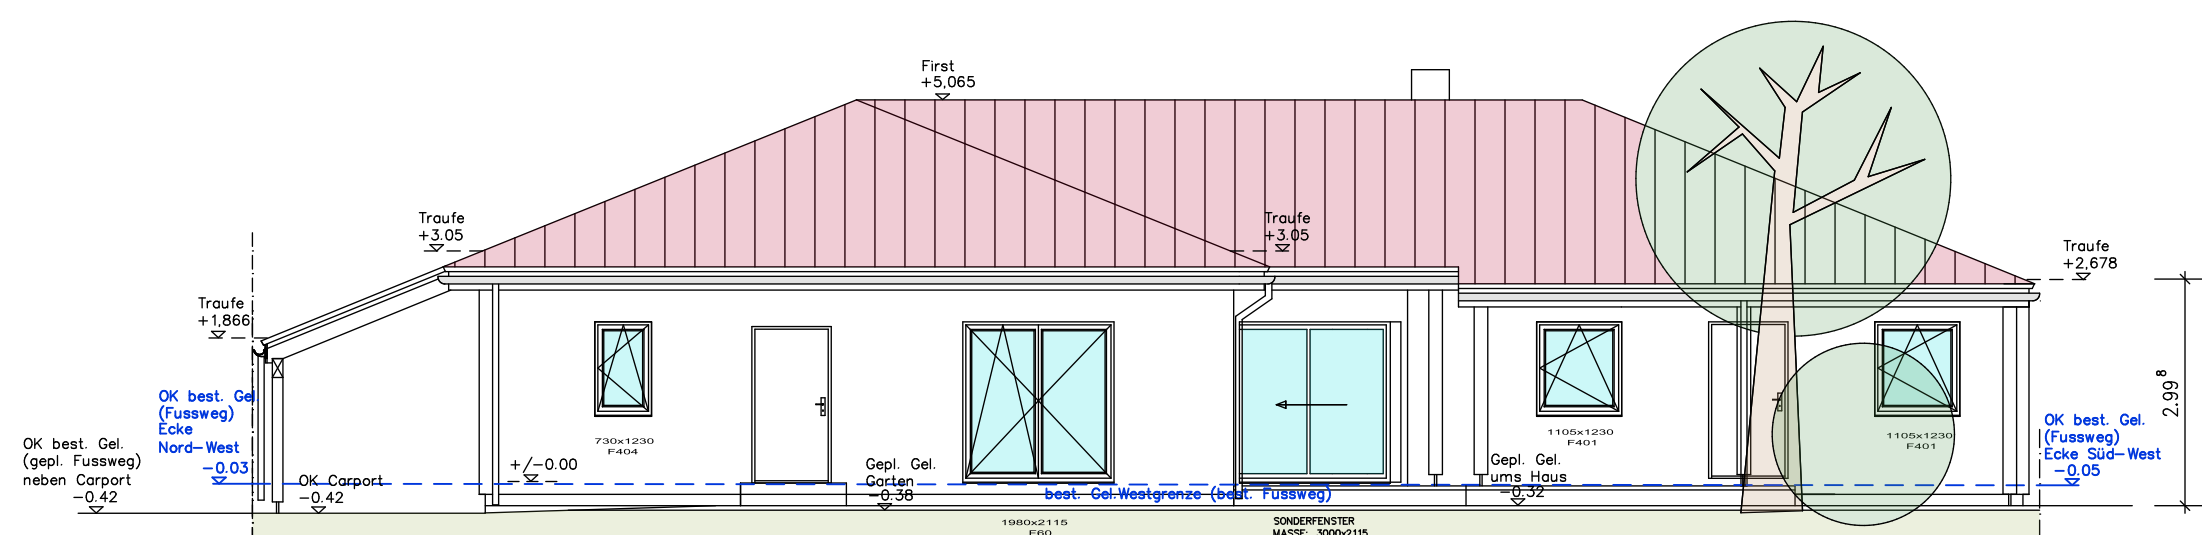 First
+5,065
Traufe
+3.05
Traufe
+3.05
Traufe
+2,678
Traufe
+1,866
2.99⁸
OK best. Gel.
(Fussweg)
Ecke
Nord-West
-0.03
OK best. Gel.
(gepl. Fussweg)
neben Carport
-0.42
OK Carport
-0.42
730x1230
F404
+/-0.00
Gepl. Gel.
Garten
-0.38
best. Gel.Westgrenze (best. Fussweg)
1105x1230
F401
Gepl. Gel.
ums Haus
-0.32
1105x1230
F401
OK best. Gel.
(Fussweg)
Ecke Süd-West
-0.05
1980x2115
F60
SONDERFENSTER
MASSE: 3000x2115